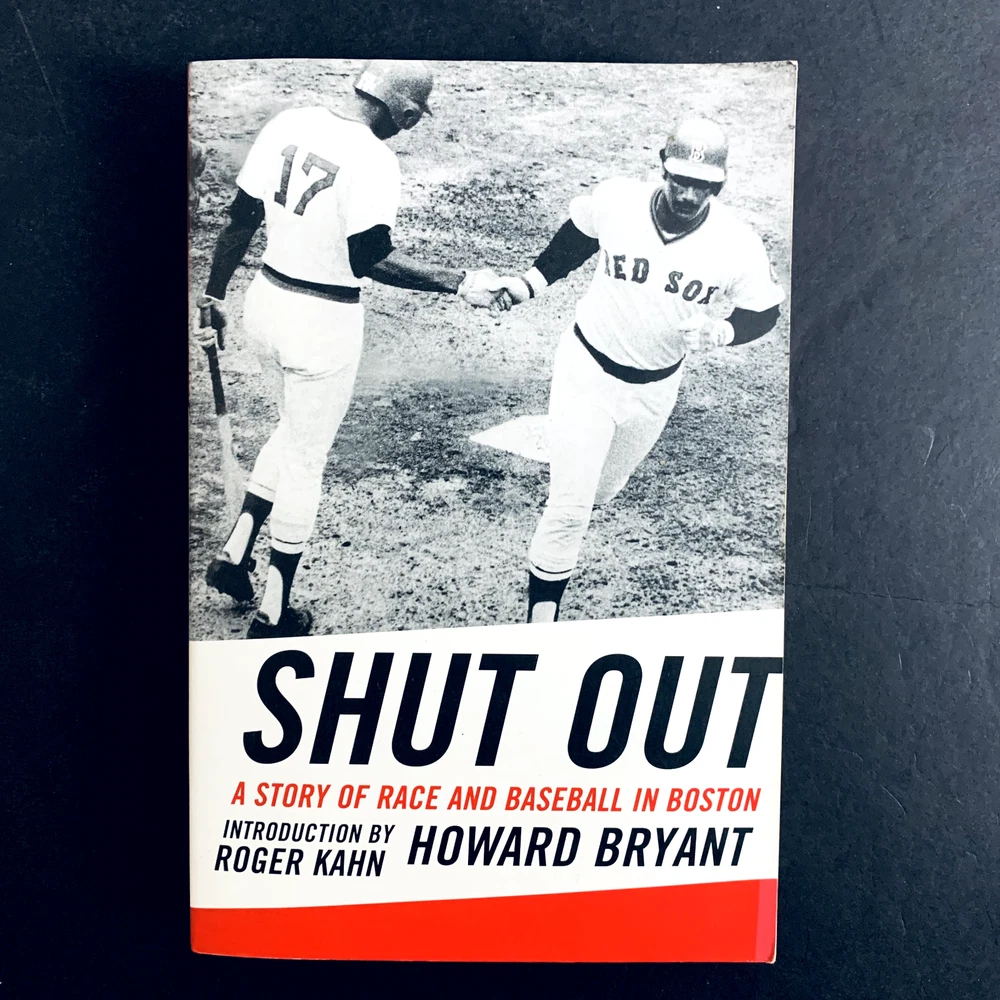 17
B
RED SOX
SHUT OUT
A STORY OF RACE AND BASEBALL IN BOSTON
INTRODUCTION BY
ROGER KAHN
HOWARD BRYANT